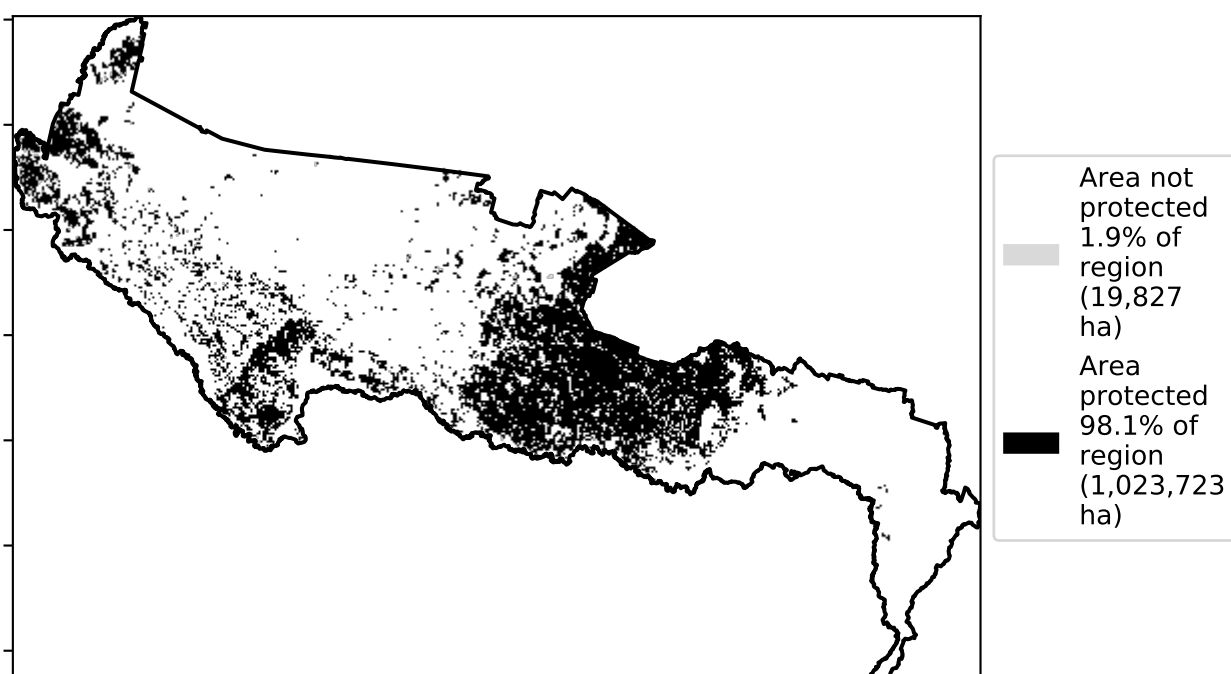 Area not
protected
1.9% of
region
(19,827
ha)
Area
protected
98.1% of
region
(1,023,723
ha)